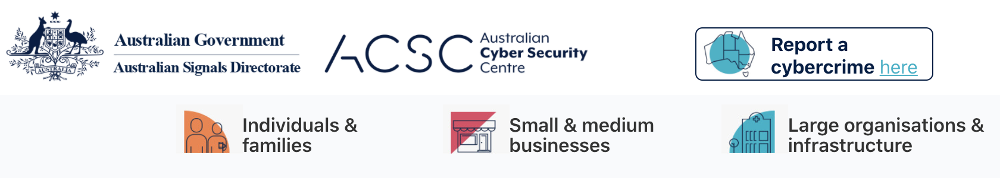 Australian Government
Australian Signals Directorate
AUSTRALIA
ACSC
Australian
Cyber Security
Centre
Report a
cybercrime here
Individuals &
families
Small & medium
businesses
Large organisations &
infrastructure